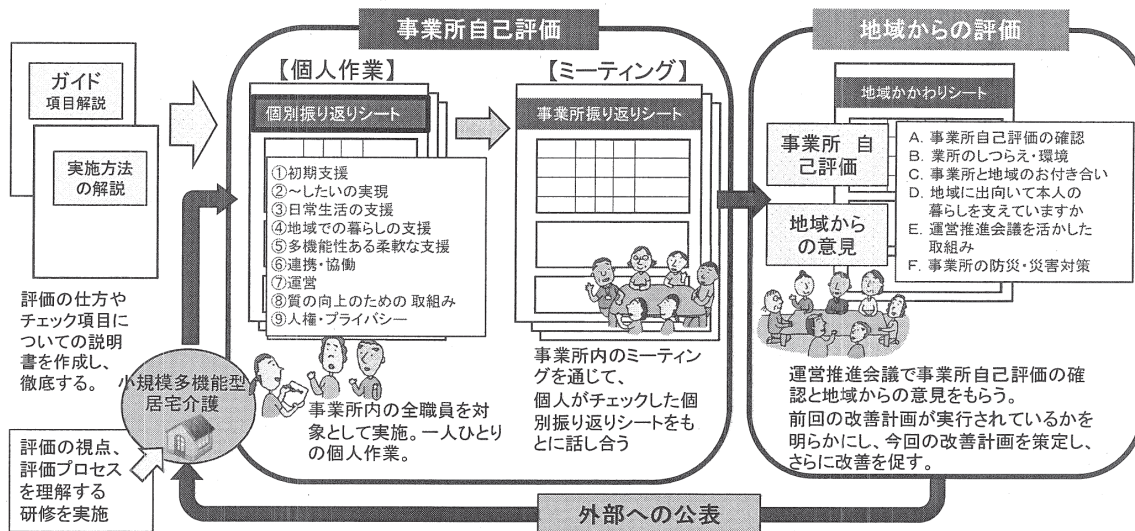 事業所自己評価
地域からの評価
ガイド
項目解説
実施方法
の解説
評価の仕方や
チェック項目に
ついての説明
書を作成し、
徹底する。
小規模多機能型
居宅介護
評価の視点、
評価プロセス
を理解する
研修を実施
【個人作業】
個別振り返りシート
①初期支援
②～したいの実現
③日常生活の支援
④地域での暮らしの支援
⑤多機能性ある柔軟な支援
⑥連携・協働
⑦運営
⑧質の向上のための 取組み
⑨人権・プライバシー
事業所内の全職員を対
象として実施。一人ひとり
の個人作業。
【ミーティング】
事業所振り返りシート
事業所内のミーティン
グを通じて、
個人がチェックした個
別振り返りシートをも
とに話し合う
地域かかわりシート
事業所 自
己評価
地域から
の意見
A. 事業所自己評価の確認
B. 業所のしつらえ・環境
C. 事業所と地域のお付き合い
D. 地域に出向いて本人の
暮らしを支えていますか
E. 運営推進会議を活かした
取組み
F. 事業所の防災・災害対策
運営推進会議で事業所自己評価の確
認と地域からの意見をもらう。
前回の改善計画が実行されているかを
明らかにし、今回の改善計画を策定し、
さらに改善を促す。
外部への公表